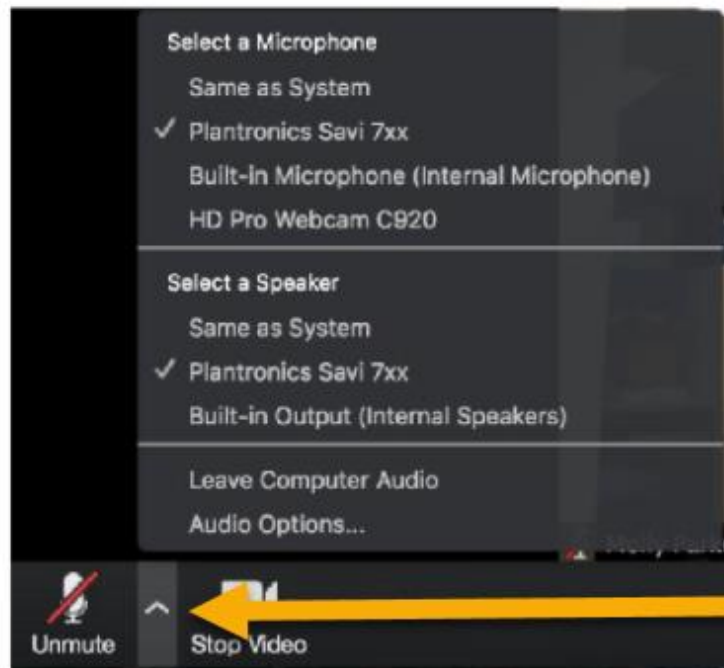 Select a Microphone
Same as System
✓ Plantronics Savi 7xx
Built-in Microphone (Internal Microphone)
HD Pro Webcam C920
Select a Speaker
Same as System
✓ Plantronics Savi 7xx
Built-in Output (Internal Speakers)
Leave Computer Audio
Audio Options...
Molly
Unmute
Stop Video